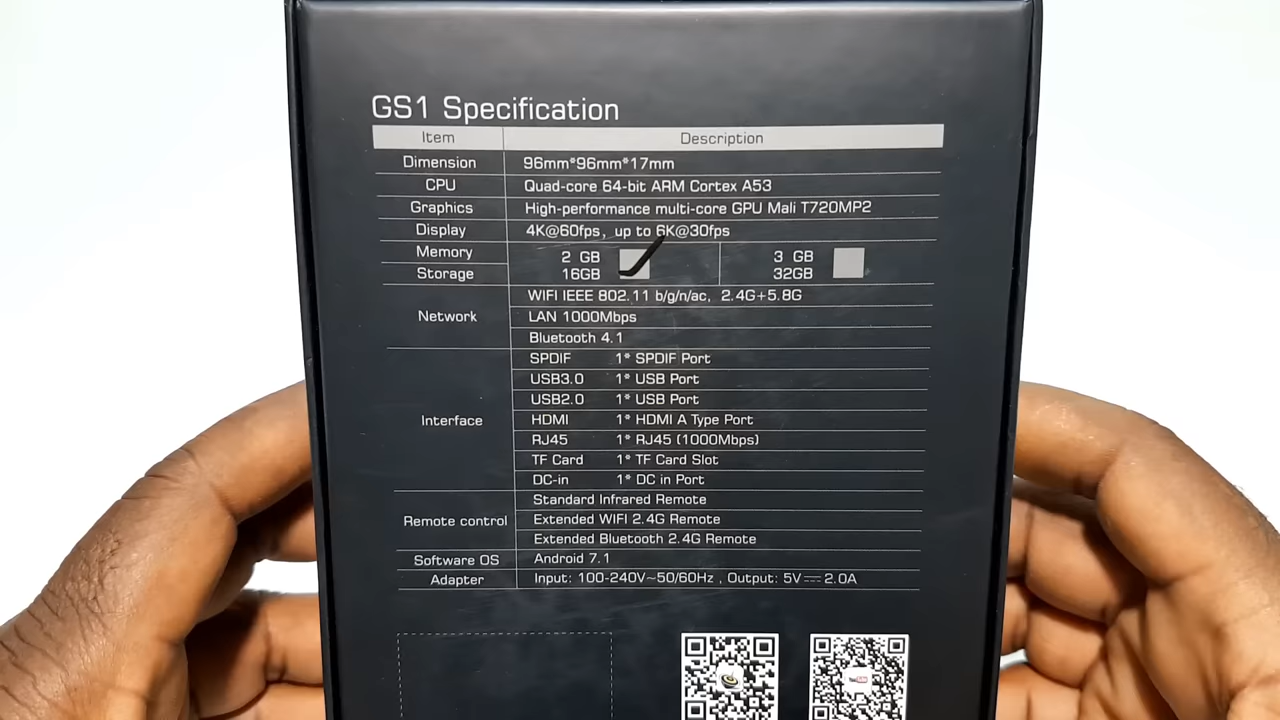 GS1 Specification
Item Description
Dimension 96mm*96mm*17mm
CPU Quad-core 64-bit ARM Cortex A53
Graphics High-performance multi-core GPU Mali T720MP2
Display 4K@60fps, up to 6K@30fps
Memory 2 GB 3 GB
Storage 16GB 32GB
WIFI IEEE 802.11 b/g/n/ac, 2.4G+5.8G
Network LAN 1000Mbps
Bluetooth 4.1
SPDIF 1* SPDIF Port
USB3.0 1* USB Port
USB2.0 1* USB Port
Interface HDMI 1* HDMI A Type Port
RJ45 1* RJ45 (1000Mbps)
TF Card 1* TF Card Slot
DC-in 1* DC in Port
Standard Infrared Remote
Remote control Extended WIFI 2.4G Remote
Extended Bluetooth 2.4G Remote
Software OS Android 7.1
Adapter Input: 100-240V~50/60Hz , Output: 5V⎓2.0A